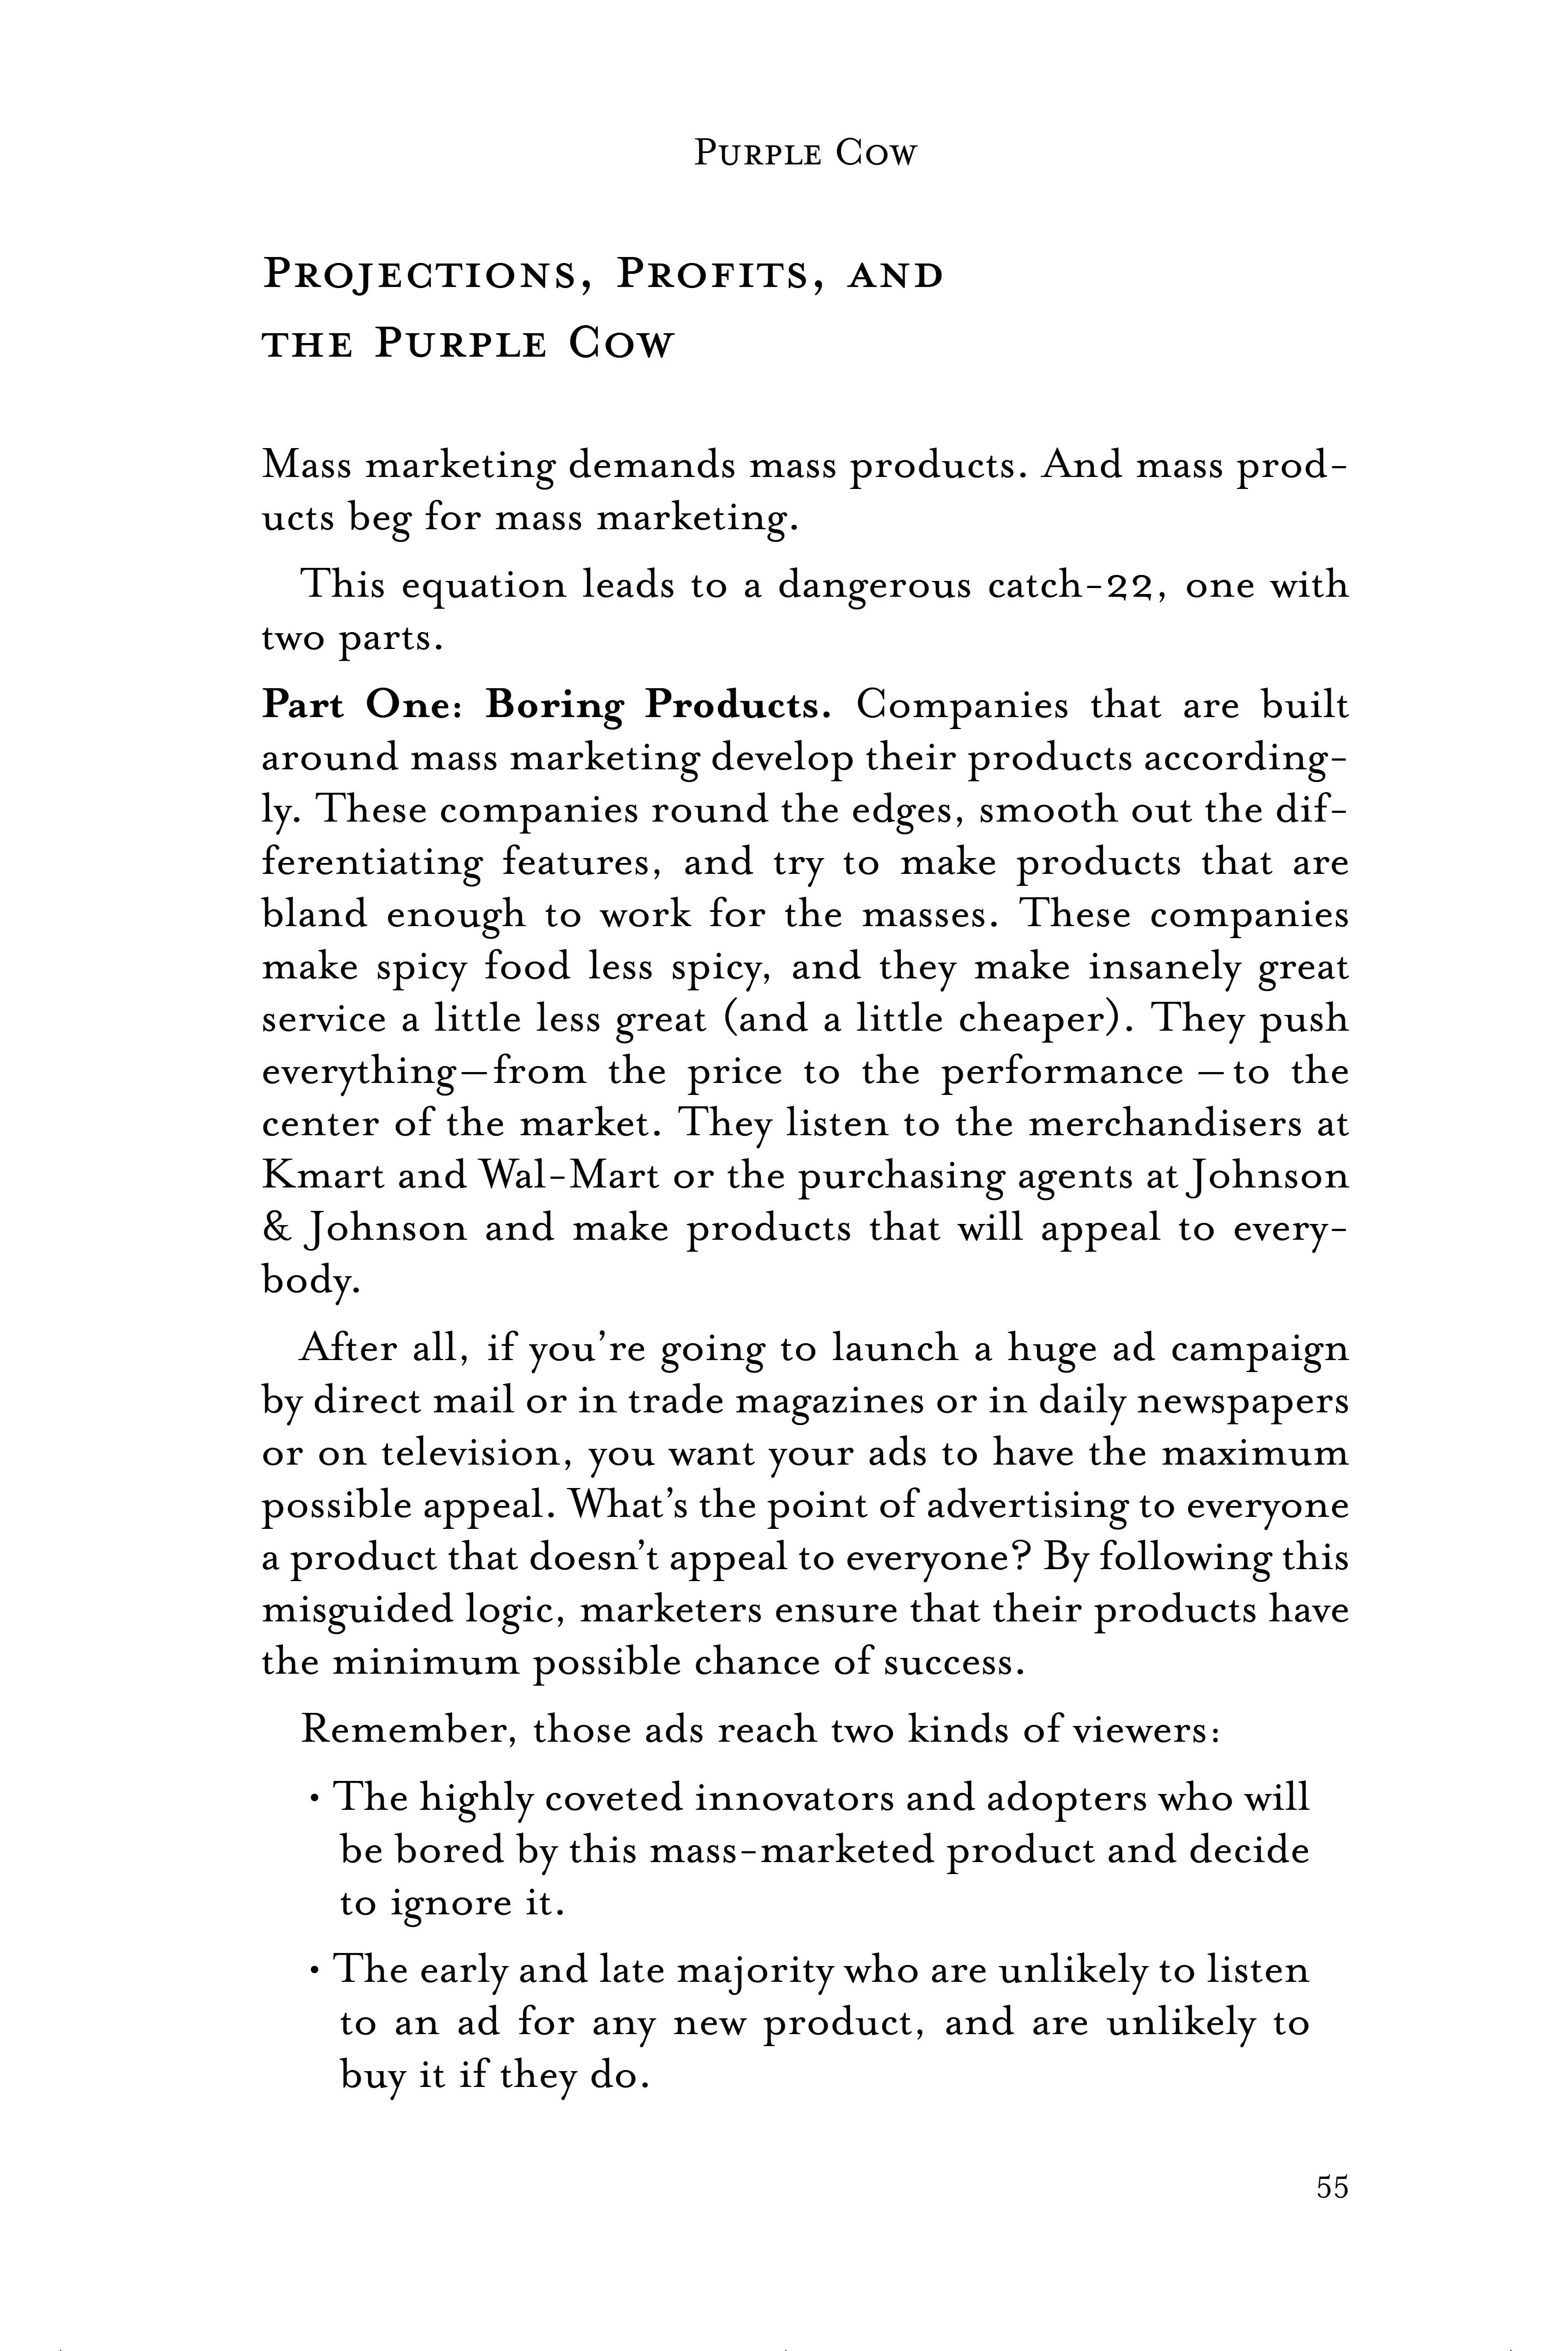 Purple Cow
Projections, Profits, and
the Purple Cow
Mass marketing demands mass products. And mass prod-
ucts beg for mass marketing.
This equation leads to a dangerous catch-22, one with
two parts.
Part One: Boring Products. Companies that are built
around mass marketing develop their products according-
ly. These companies round the edges, smooth out the dif-
ferentiating features, and try to make products that are
bland enough to work for the masses. These companies
make spicy food less spicy, and they make insanely great
service a little less great (and a little cheaper). They push
everything—from the price to the performance —to the
center of the market. They listen to the merchandisers at
Kmart and Wal-Mart or the purchasing agents at Johnson
& Johnson and make products that will appeal to every-
body.
After all, if you’re going to launch a huge ad campaign
by direct mail or in trade magazines or in daily newspapers
or on television, you want your ads to have the maximum
possible appeal. What’s the point of advertising to everyone
a product that doesn’t appeal to everyone? By following this
misguided logic, marketers ensure that their products have
the minimum possible chance of success.
Remember, those ads reach two kinds of viewers:
• The highly coveted innovators and adopters who will
be bored by this mass-marketed product and decide
to ignore it.
• The early and late majority who are unlikely to listen
to an ad for any new product, and are unlikely to
buy it if they do.
55